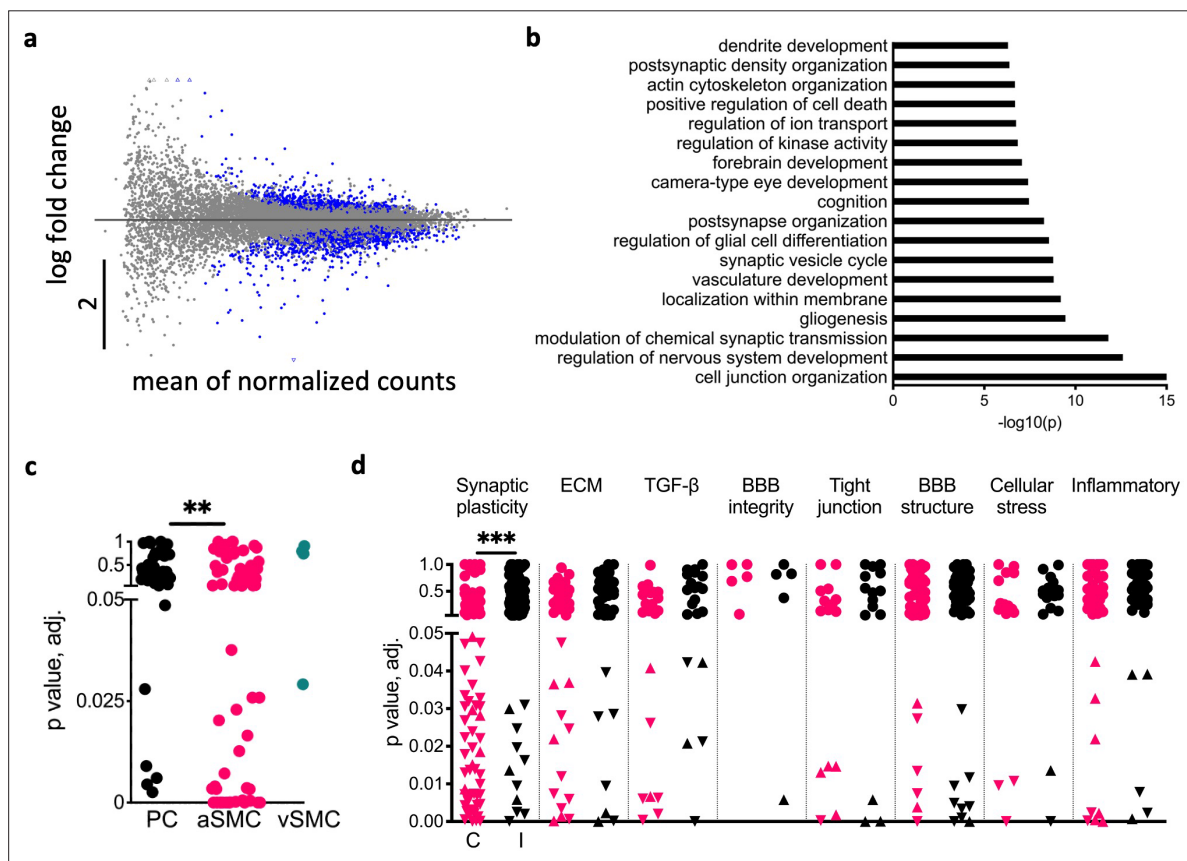 a
log fold change
2
mean of normalized counts
b
dendrite development
postsynaptic density organization
actin cytoskeleton organization
positive regulation of cell death
regulation of ion transport
regulation of kinase activity
forebrain development
camera-type eye development
cognition
postsynapse organization
regulation of glial cell differentiation
synaptic vesicle cycle
vasculature development
localization within membrane
gliogenesis
modulation of chemical synaptic transmission
regulation of nervous system development
cell junction organization
0 5 10 15
-log10(p)
c
**
p value, adj.
1
0.5
0.05
0.025
0
PC aSMC vSMC
d
Synaptic plasticity
ECM
TGF-β
BBB integrity
Tight junction
BBB structure
Cellular stress
Inflammatory
***
p value, adj.
1.0
0.5
0.05
0.04
0.03
0.02
0.01
0.00
C I